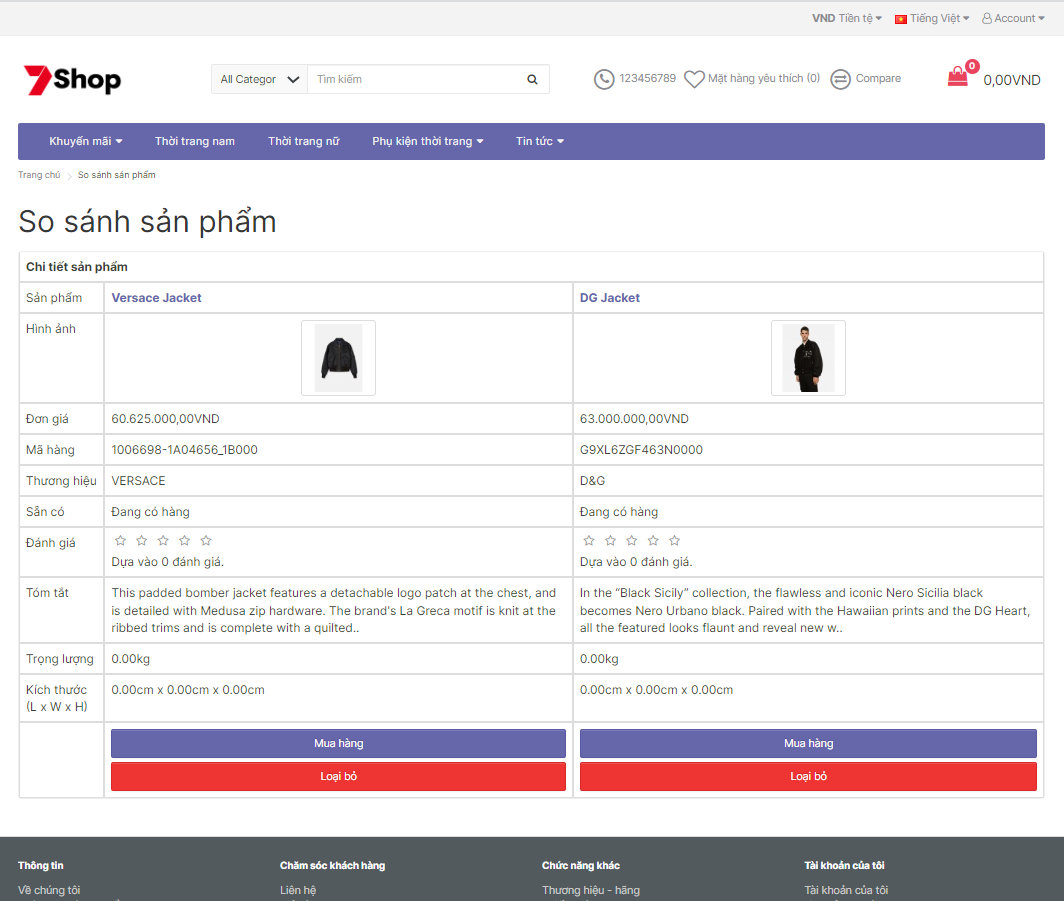 VND Tiền tệ Tiếng Việt Account
7Shop
All Categor Tìm kiếm 123456789 Mặt hàng yêu thích (0) Compare 0 0,00VND
Khuyến mãi Thời trang nam Thời trang nữ Phụ kiện thời trang Tin tức
Trang chủ > So sánh sản phẩm
So sánh sản phẩm
Chi tiết sản phẩm
Sản phẩm Versace Jacket DG Jacket
Hình ảnh
Đơn giá 60.625.000,00VND 63.000.000,00VND
Mã hàng 1006698-1A04656_1B000 G9XL6ZGF463N0000
Thương hiệu VERSACE D&G
Sẵn có Đang có hàng Đang có hàng
Đánh giá
Dựa vào 0 đánh giá. Dựa vào 0 đánh giá.
Tóm tắt This padded bomber jacket features a detachable logo patch at the chest, and In the “Black Sicily” collection, the flawless and iconic Nero Sicilia black
is detailed with Medusa zip hardware. The brand's La Greca motif is knit at the becomes Nero Urbano black. Paired with the Hawaiian prints and the DG Heart,
ribbed trims and is complete with a quilted.. all the featured looks flaunt and reveal new w..
Trọng lượng 0.00kg 0.00kg
Kích thước 0.00cm x 0.00cm x 0.00cm 0.00cm x 0.00cm x 0.00cm
(L x W x H)
Mua hàng Mua hàng
Loại bỏ Loại bỏ
Thông tin Chăm sóc khách hàng Chức năng khác Tài khoản của tôi
Về chúng tôi Liên hệ Thương hiệu - hãng Tài khoản của tôi